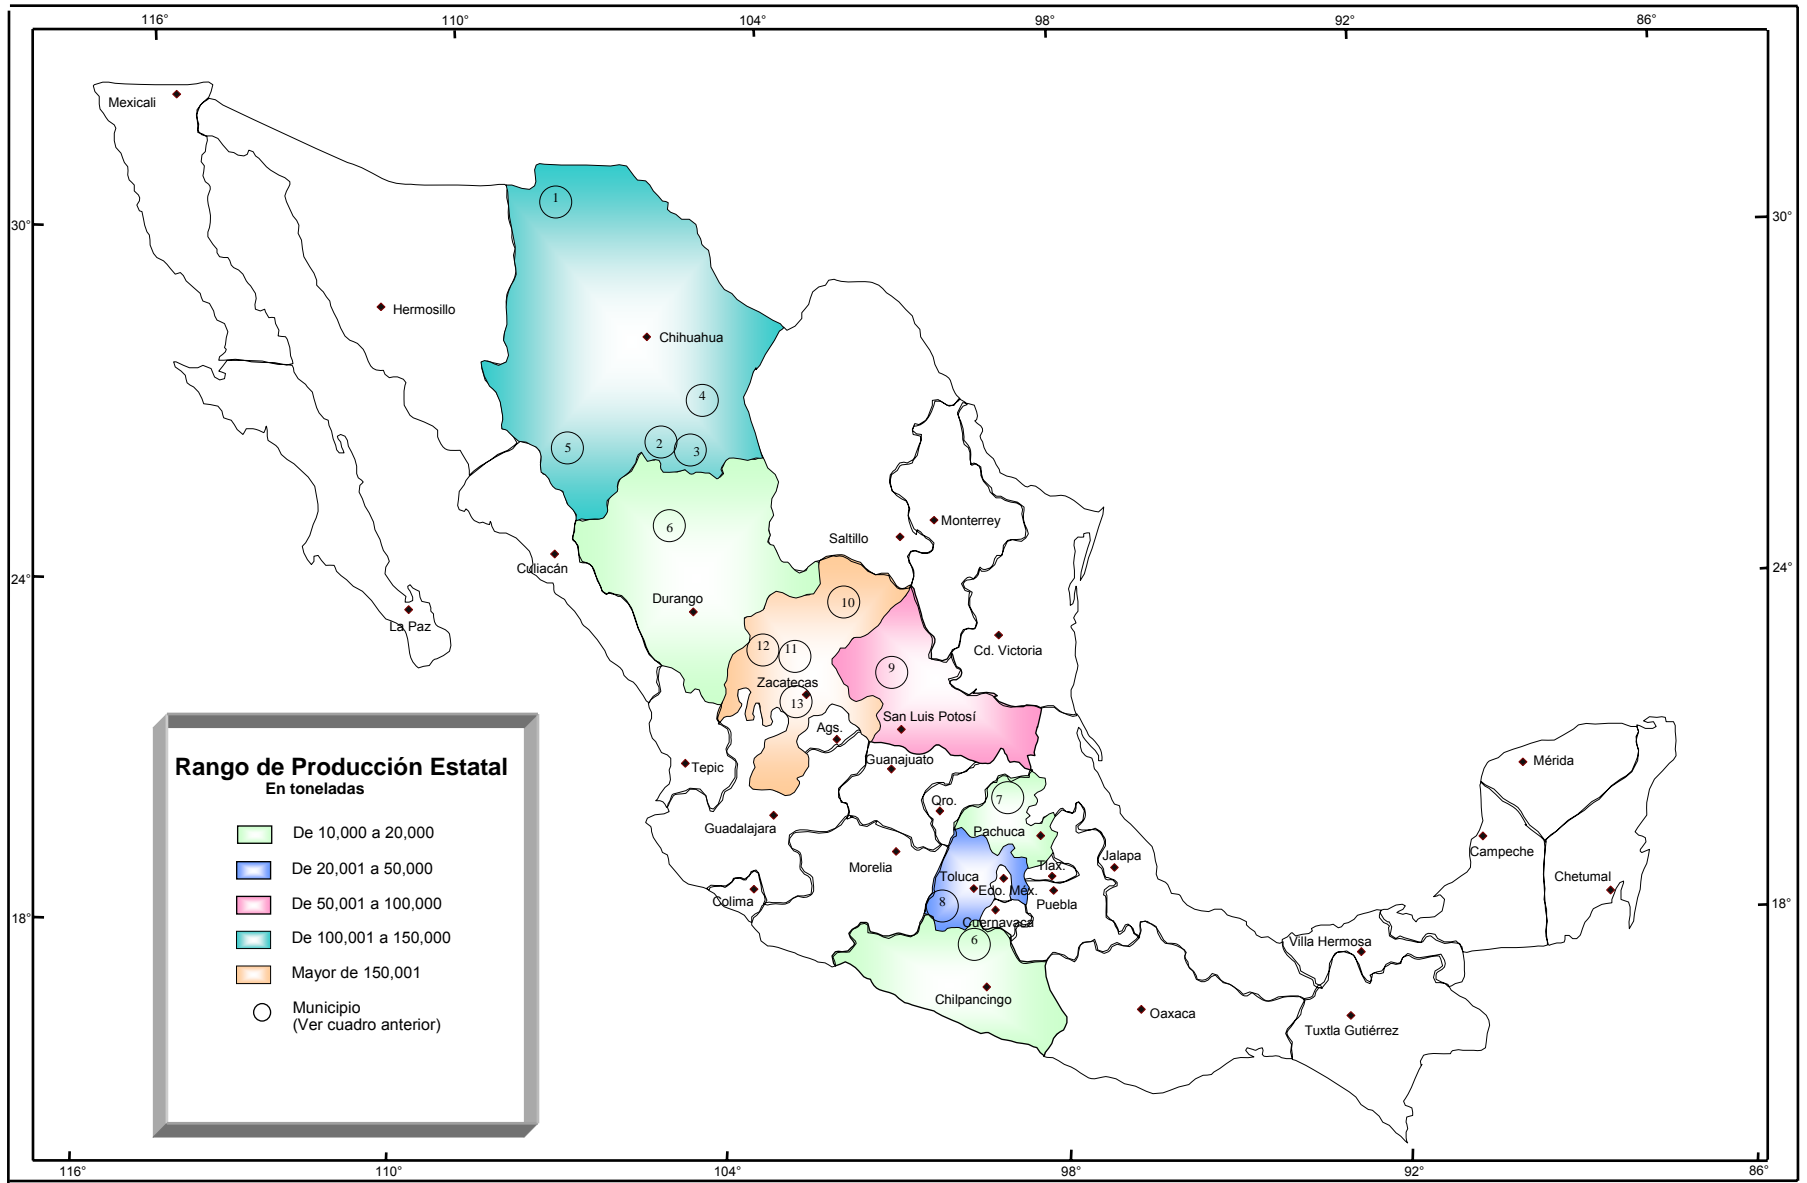 116°
110°
104°
98°
92°
86°
Mexicali
1
30°
30°
Hermosillo
Chihuahua
4
5
2
3
6
Monterrey
Saltillo
Culiacán
24°
24°
Durango
10
La Paz
12
11
9
Cd. Victoria
Zacatecas
13
San Luis Potosí
Ags.
Guanajuato
Tepic
Mérida
Rango de Producción Estatal
En toneladas
De 10,000 a 20,000
De 20,001 a 50,000
De 50,001 a 100,000
De 100,001 a 150,000
Mayor de 150,001
Municipio
(Ver cuadro anterior)
Qro.
7
Guadalajara
Pachuca
Morelia
Jalapa
Campeche
Tlax.
Toluca
Edo. Méx.
Chetumal
Colima
8
Puebla
18°
18°
Cuernavaca
6
Villa Hermosa
Chilpancingo
Oaxaca
Tuxtla Gutiérrez
116°
110°
104°
98°
92°
86°